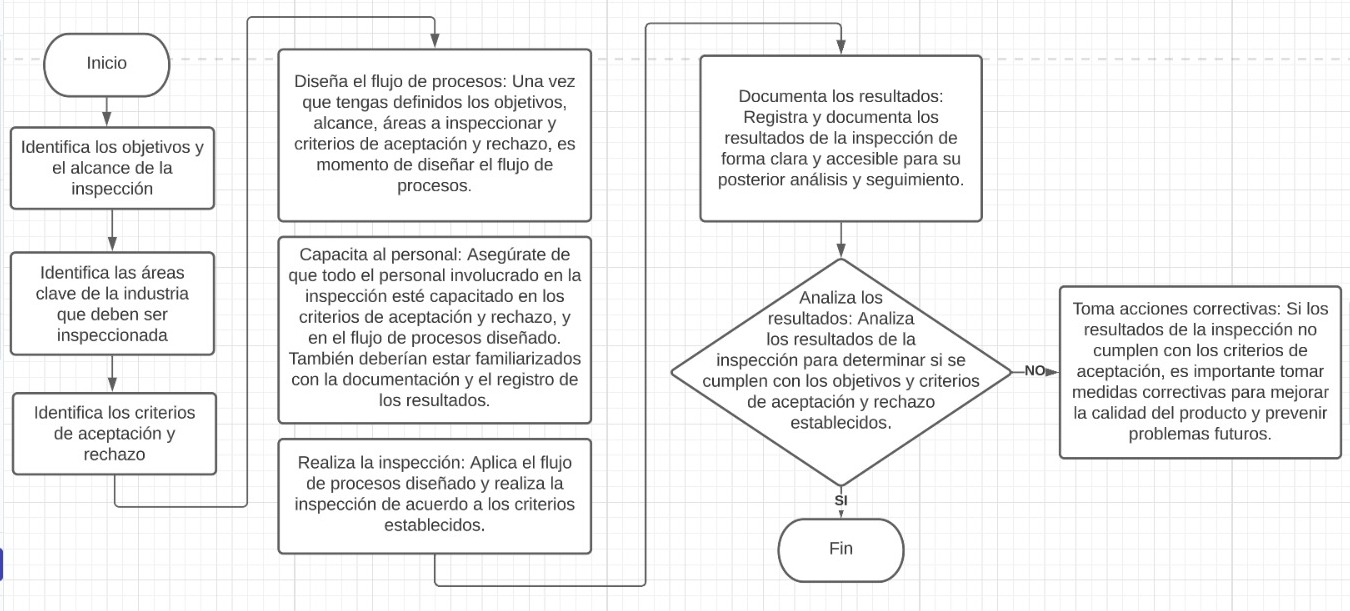 Inicio
Identifica los objetivos y
el alcance de la
inspección
Identifica las áreas
clave de la industria
que deben ser
inspeccionada
Identifica los criterios
de aceptación y
rechazo
Diseña el flujo de procesos: Una vez
que tengas definidos los objetivos,
alcance, áreas a inspeccionar y
criterios de aceptación y rechazo, es
momento de diseñar el flujo de
procesos.
Capacita al personal: Asegúrate de
que todo el personal involucrado en la
inspección esté capacitado en los
criterios de aceptación y rechazo, y
en el flujo de procesos diseñado.
También deberían estar familiarizados
con la documentación y el registro de
los resultados.
Realiza la inspección: Aplica el flujo
de procesos diseñado y realiza la
inspección de acuerdo a los criterios
establecidos.
Documenta los resultados:
Registra y documenta los
resultados de la inspección de
forma clara y accesible para su
posterior análisis y seguimiento.
Analiza los
resultados: Analiza
los resultados de la
inspección para determinar si se
cumplen con los objetivos y criterios
de aceptación y rechazo
establecidos.
NO
Toma acciones correctivas: Si los
resultados de la inspección no
cumplen con los criterios de
aceptación, es importante tomar
medidas correctivas para mejorar
la calidad del producto y prevenir
problemas futuros.
SI
Fin